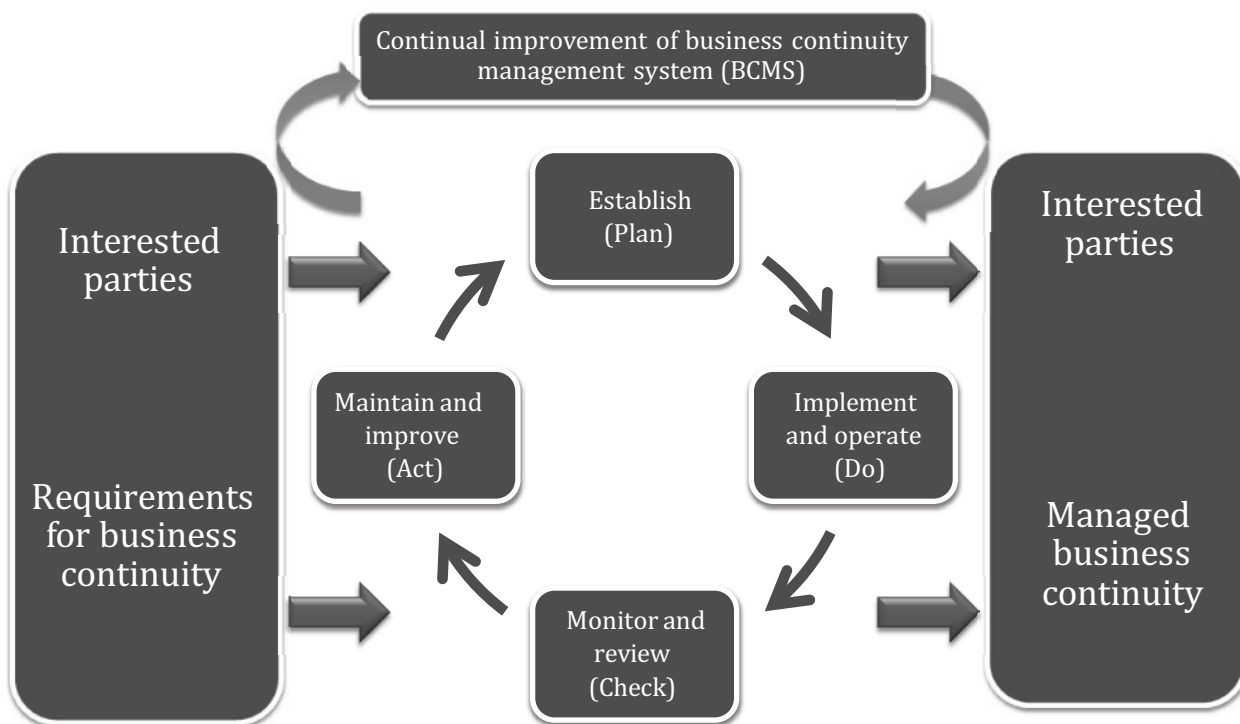 Continual improvement of business continuity
management system (BCMS)
Interested
parties
Requirements
for business
continuity
Establish
(Plan)
Implement
and operate
(Do)
Monitor and
review
(Check)
Maintain and
improve
(Act)
Interested
parties
Managed
business
continuity